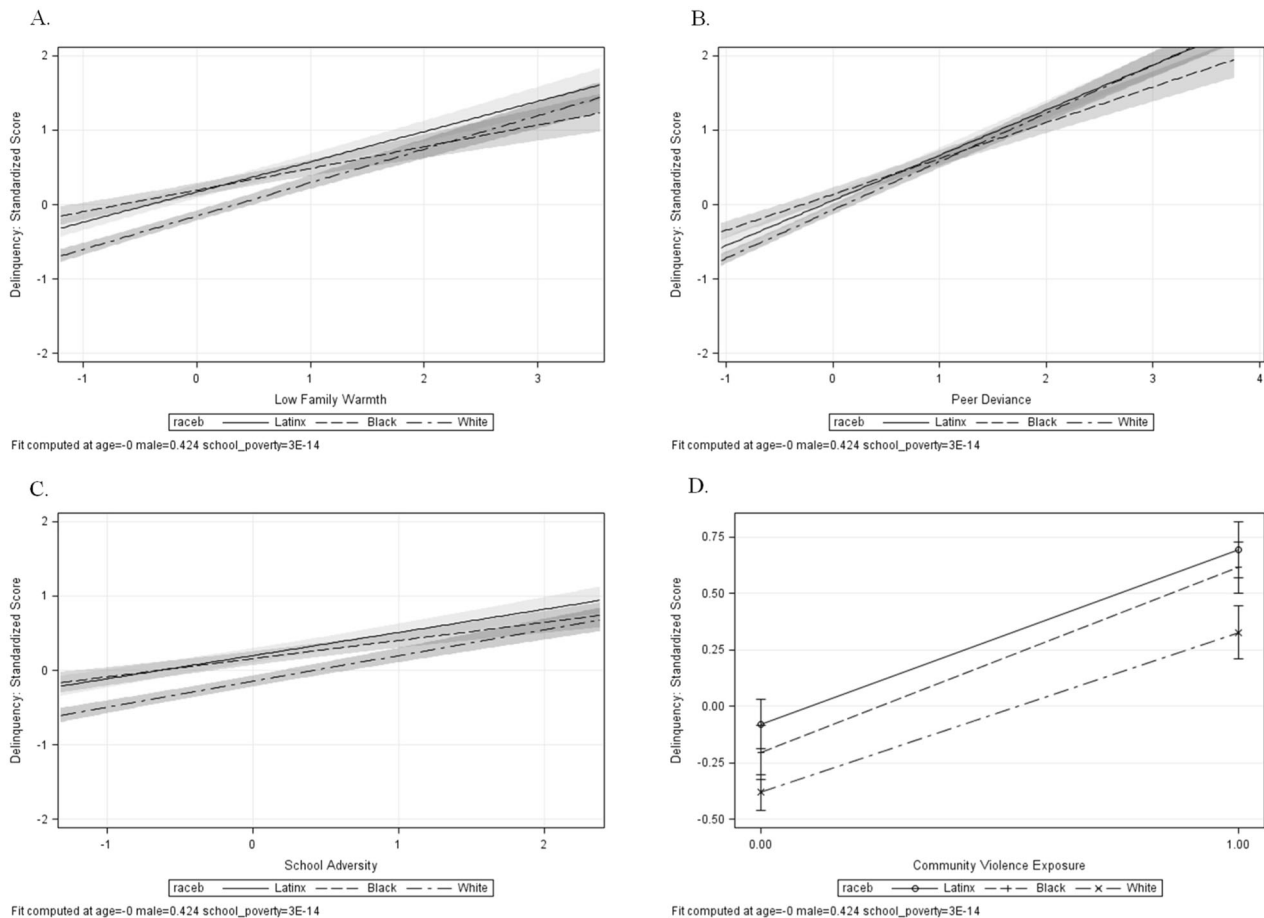 A.
2
1
0
-1
-2
Delinquency: Standardized Score
-1 0 1 2 3
Low Family Warmth
raceb Latinx Black White
Fit computed at age=-0 male=0.424 school_poverty=3E-14
B.
2
1
0
-1
-2
Delinquency: Standardized Score
-1 0 1 2 3 4
Peer Deviance
raceb Latinx Black White
Fit computed at age=-0 male=0.424 school_poverty=3E-14
C.
2
1
0
-1
-2
Delinquency: Standardized Score
-1 0 1 2
School Adversity
raceb Latinx Black White
Fit computed at age=-0 male=0.424 school_poverty=3E-14
D.
0.75
0.50
0.25
0.00
-0.25
-0.50
Delinquency: Standardized Score
0.00 1.00
Community Violence Exposure
raceb Latinx Black White
Fit computed at age=-0 male=0.424 school_poverty=3E-14